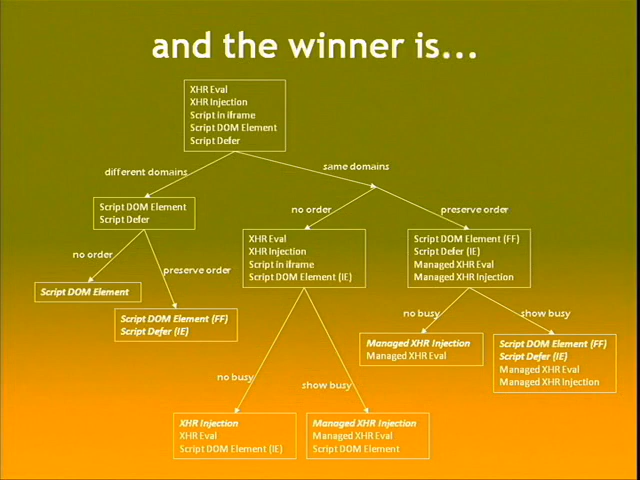 and the winner is...
XHR Eval
XHR Injection
Script in iframe
Script DOM Element
Script Defer
different domains
same domains
Script DOM Element
Script Defer
no order
preserve order
no order
preserve order
Script DOM Element
Script DOM Element (FF)
Script Defer (IE)
XHR Eval
XHR Injection
Script in iframe
Script DOM Element (IE)
Script DOM Element (FF)
Script Defer (IE)
Managed XHR Eval
Managed XHR Injection
no busy
show busy
Managed XHR Injection
Managed XHR Eval
Script DOM Element (FF)
Script Defer (IE)
Managed XHR Eval
Managed XHR Injection
no busy
show busy
XHR Injection
XHR Eval
Script DOM Element (IE)
Managed XHR Injection
Managed XHR Eval
Script DOM Element